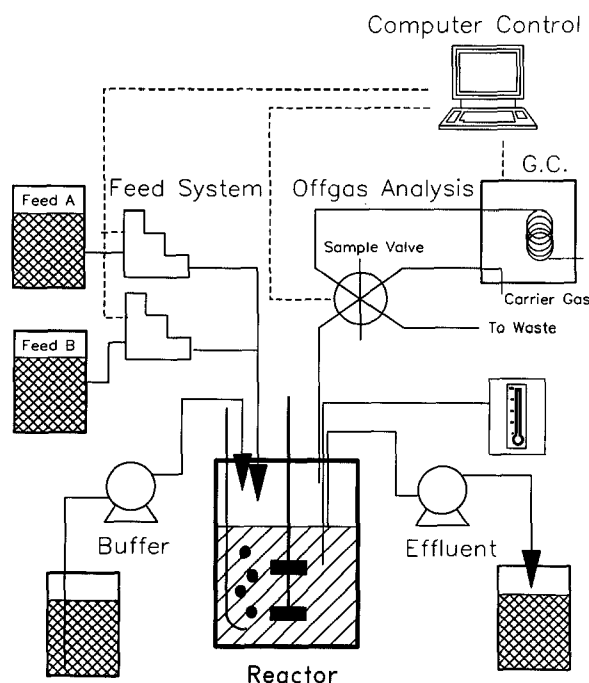 Computer Control
G.C.
Feed A
Feed System
Offgas Analysis
Sample Valve
Carrier Gas
To Waste
Feed B
Buffer
Effluent
Reactor